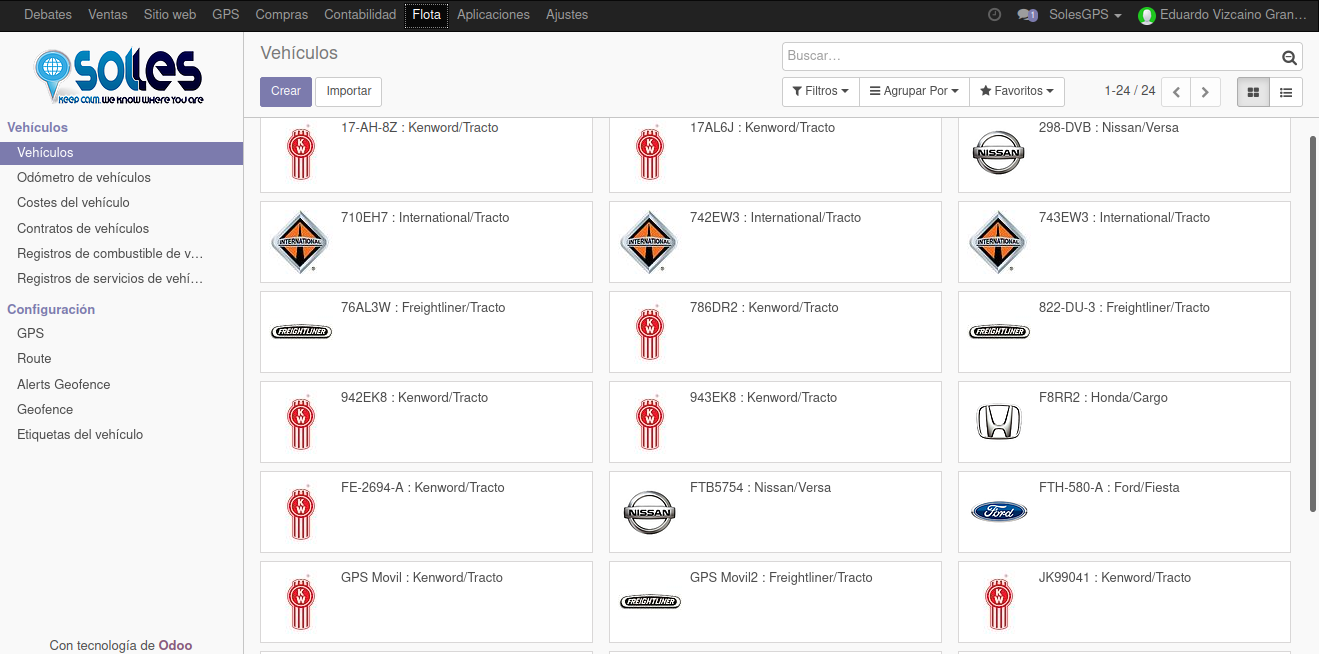 Debates Ventas Sitio web GPS Compras Contabilidad Flota Aplicaciones Ajustes 1 SolesGPS Eduardo Vizcaino Gran…
SOLLES
KEEP CALM, WE KNOW WHERE YOU ARE
Vehículos
Vehículos
Odómetro de vehículos
Costes del vehículo
Contratos de vehículos
Registros de combustible de v…
Registros de servicios de vehí…
Configuración
GPS
Route
Alerts Geofence
Geofence
Etiquetas del vehículo
Con tecnología de Odoo
Vehículos
Buscar…
Crear Importar
Filtros Agrupar Por Favoritos 1-24 / 24
17-AH-8Z : Kenword/Tracto
KW
17AL6J : Kenword/Tracto
KW
298-DVB : Nissan/Versa
NISSAN
710EH7 : International/Tracto
INTERNATIONAL
742EW3 : International/Tracto
INTERNATIONAL
743EW3 : International/Tracto
INTERNATIONAL
76AL3W : Freightliner/Tracto
FREIGHTLINER
786DR2 : Kenword/Tracto
KW
822-DU-3 : Freightliner/Tracto
FREIGHTLINER
942EK8 : Kenword/Tracto
KW
943EK8 : Kenword/Tracto
KW
F8RR2 : Honda/Cargo
FE-2694-A : Kenword/Tracto
KW
FTB5754 : Nissan/Versa
NISSAN
FTH-580-A : Ford/Fiesta
Ford
GPS Movil : Kenword/Tracto
KW
GPS Movil2 : Freightliner/Tracto
FREIGHTLINER
JK99041 : Kenword/Tracto
KW